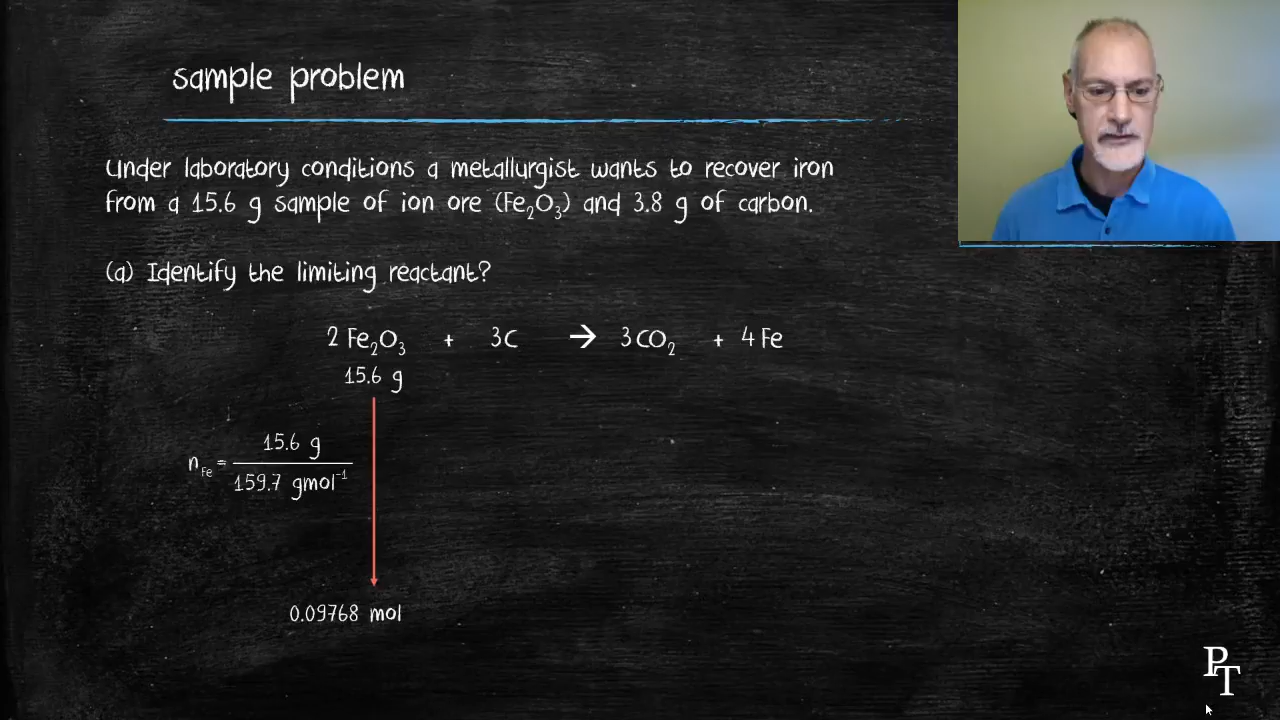 sample problem
Under laboratory conditions a metallurgist wants to recover iron
from a 15.6 g sample of ion ore (Fe₂O₃) and 3.8 g of carbon.
(a) Identify the limiting reactant?
2 Fe₂O₃ + 3C → 3CO₂ + 4 Fe
15.6 g
n_Fe = 15.6 g / 159.7 gmol⁻¹
0.09768 mol
PT